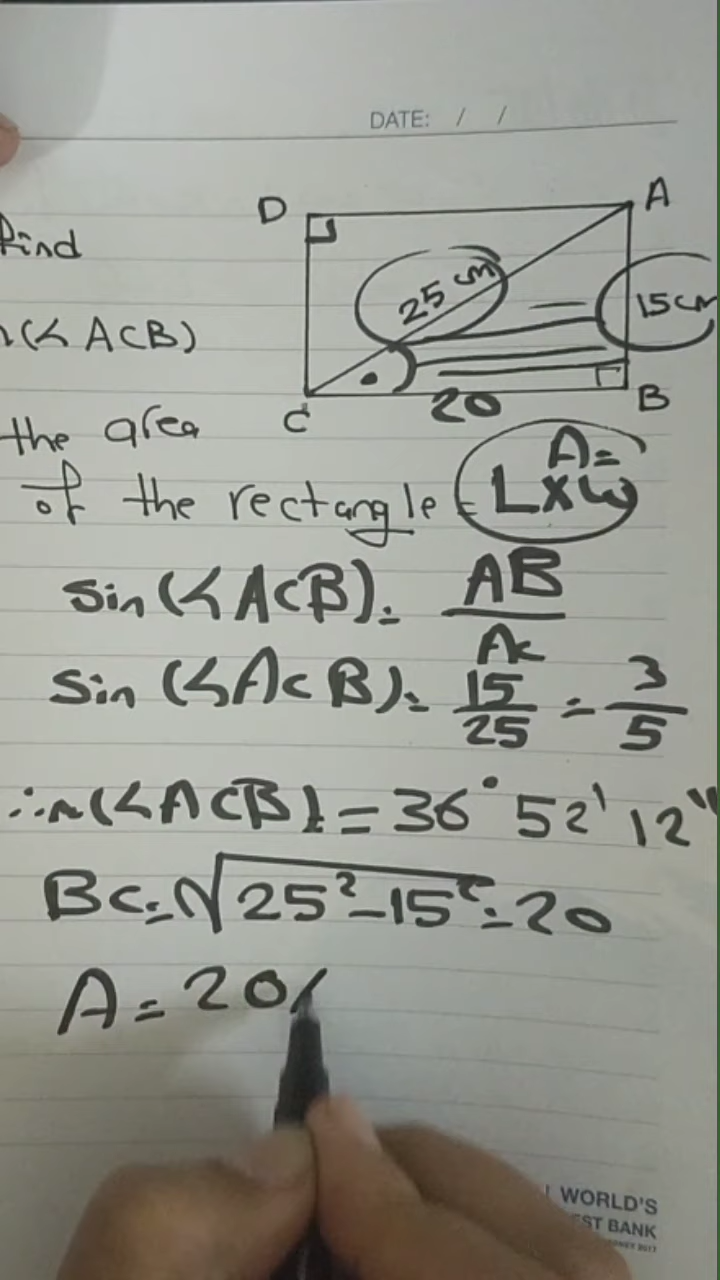 DATE: / /
D A
find
25 cm
15cm
(< ACB)
C 20 B
the area
A=
of the rectangle = L×w
sin(<ACB)= AB/AC
sin(<ACB)= 15/25 = 3/5
∴m(<ACB)=36° 52' 12"
BC=√25²-15²=20
A=20
WORLD'S
EST BANK